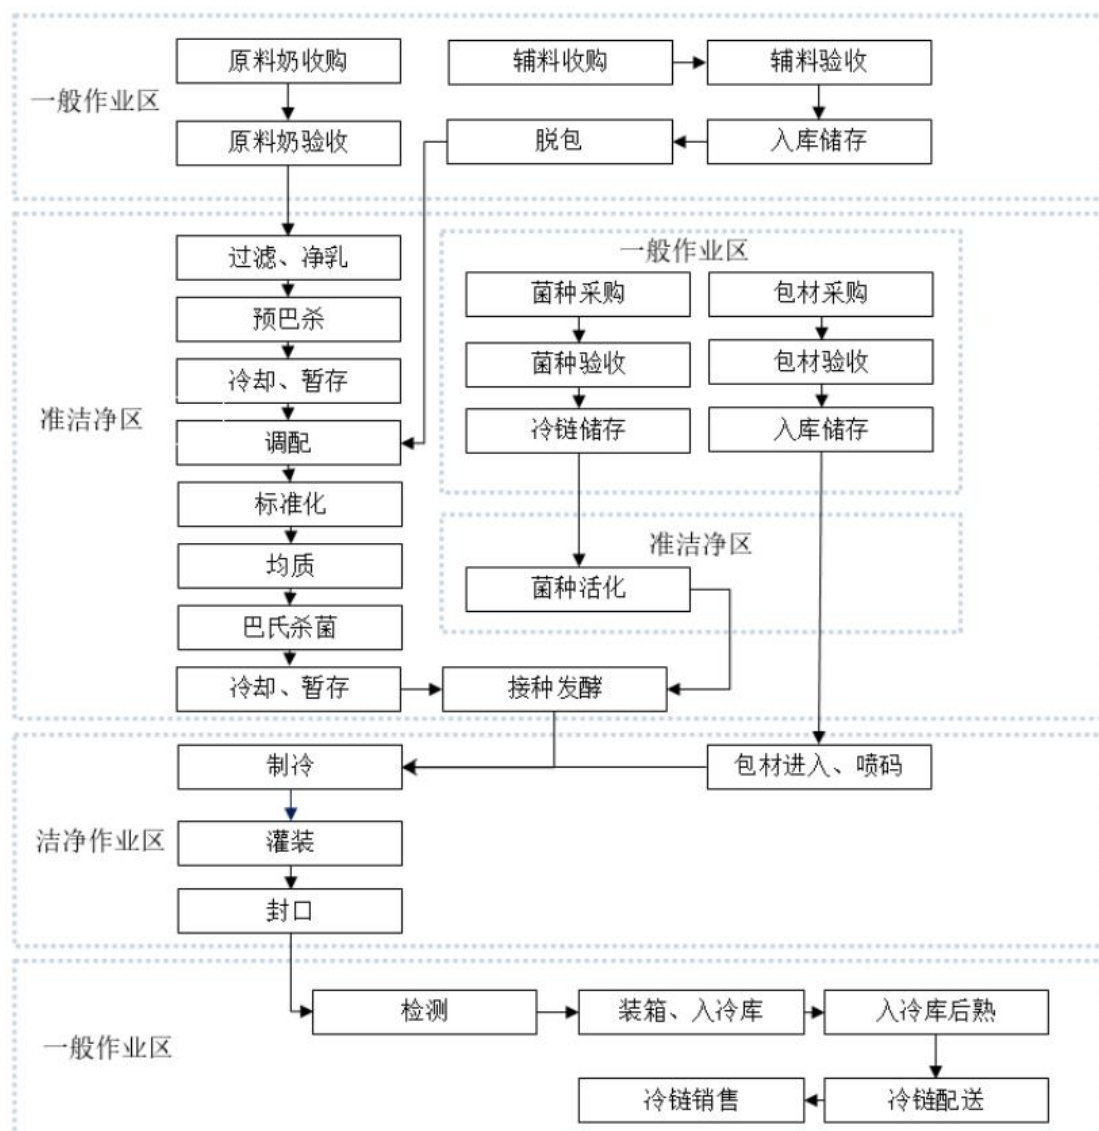 一般作业区
原料奶收购
辅料收购
辅料验收
原料奶验收
脱包
入库储存
准洁净区
过滤、净乳
预巴杀
冷却、暂存
调配
标准化
均质
巴氏杀菌
冷却、暂存
接种发酵
一般作业区
菌种采购
包材采购
菌种验收
包材验收
冷链储存
入库储存
准洁净区
菌种活化
洁净作业区
制冷
包材进入、喷码
灌装
封口
一般作业区
检测
装箱、入冷库
入冷库后熟
冷链销售
冷链配送